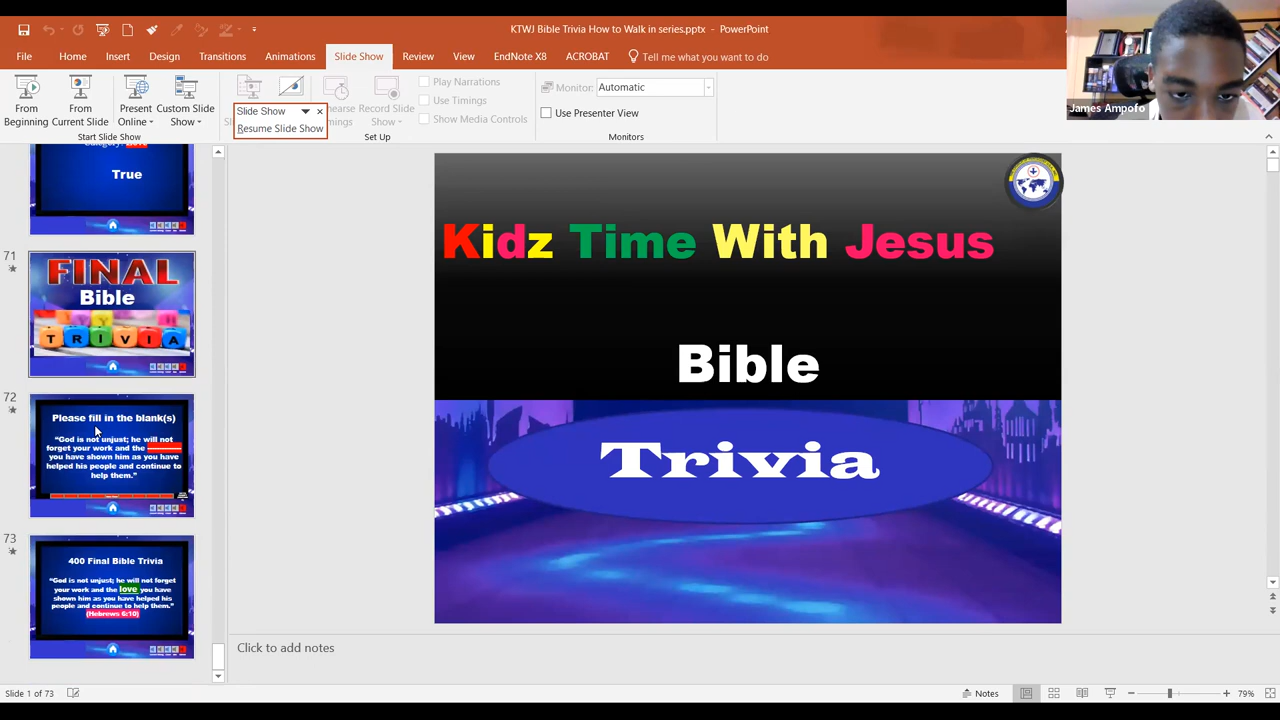 KTWJ Bible Trivia How to Walk in series.pptx - PowerPoint
File Home Insert Design Transitions Animations Slide Show Review View EndNote X8 ACROBAT Tell me what you want to do
From Beginning
From Current Slide
Present Online
Custom Slide Show
Slide Show
Resume Slide Show
Record Slide Show
Play Narrations
Use Timings
Show Media Controls
Monitor: Automatic
Use Presenter View
Start Slide Show
Set Up
Monitors
James Ampofo
True
71
FINAL
Bible
TRIVIA
72
Please fill in the blank(s)
“God is not unjust; he will not
forget your work and the
you have shown him as you have
helped his people and continue to
help them.”
73
400 Final Bible Trivia
“God is not unjust; he will not forget
your work and the love you have
shown him as you have helped his
people and continue to help them.”
(Hebrews 6:10)
Kidz Time With Jesus
Bible
Trivia
Click to add notes
Slide 1 of 73
Notes
79%